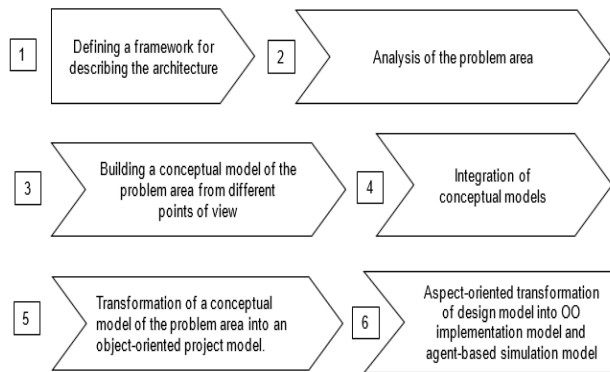 1
Defining a framework for
describing the architecture
2
Analysis of the problem area
3
Building a conceptual model of the
problem area from different
points of view
4
Integration of
conceptual models
5
Transformation of a conceptual
model of the problem area into an
object-oriented project model.
6
Aspect-oriented transformation
of design model into OO
implementation model and
agent-based simulation model